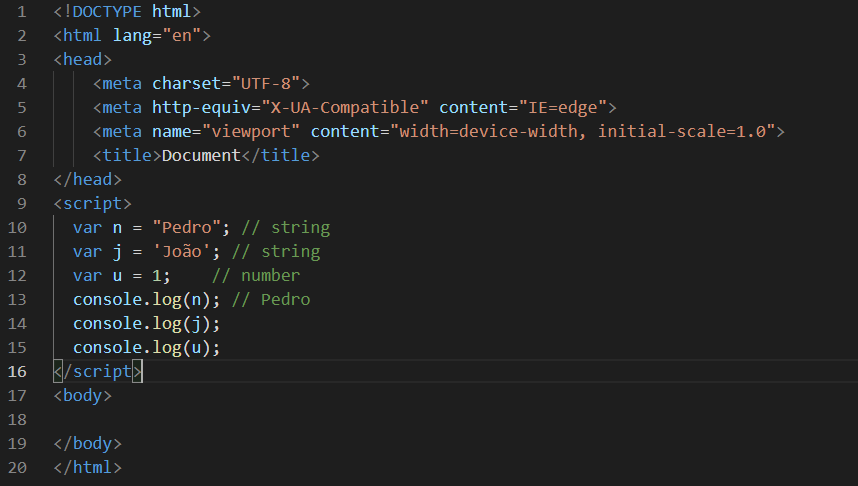 1 <!DOCTYPE html>
2 <html lang="en">
3 <head>
4     <meta charset="UTF-8">
5     <meta http-equiv="X-UA-Compatible" content="IE=edge">
6     <meta name="viewport" content="width=device-width, initial-scale=1.0">
7     <title>Document</title>
8 </head>
9 <script>
10   var n = "Pedro"; // string
11   var j = 'João'; // string
12   var u = 1;    // number
13   console.log(n); // Pedro
14   console.log(j);
15   console.log(u);
16 </script>
17 <body>
18
19 </body>
20 </html>